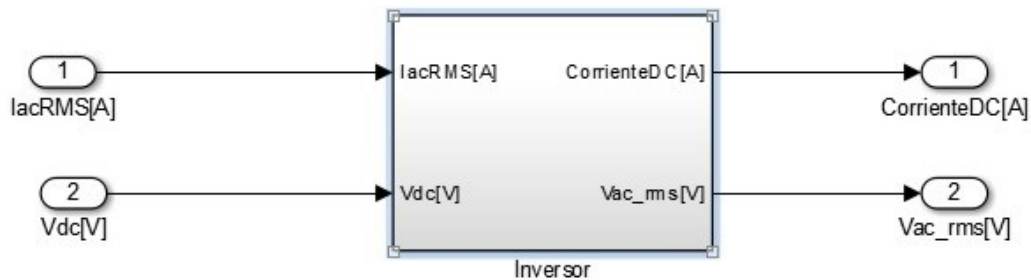 1
IacRMS[A]
IacRMS[A]
CorrienteDC[A]
1
CorrienteDC[A]
2
Vdc[V]
Vdc[V]
Vac_rms[V]
2
Vac_rms[V]
Inversor